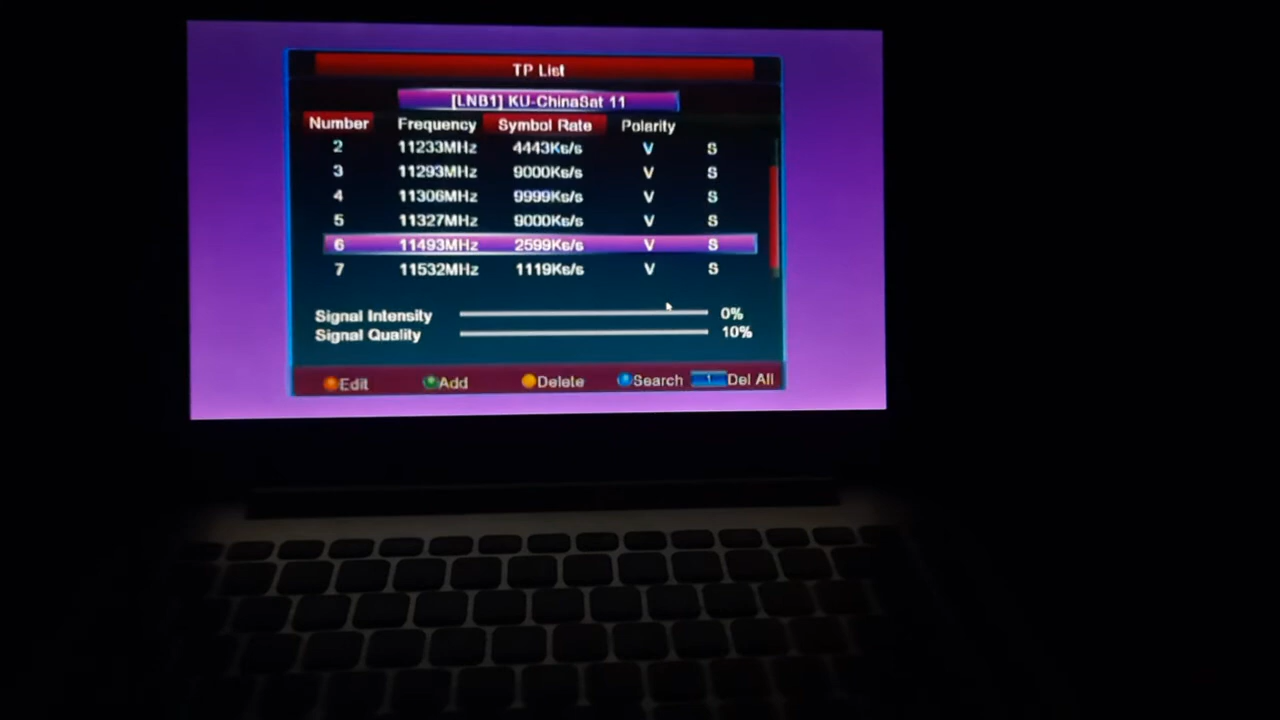 TP List
[LNB1] KU-ChinaSat 11
Number Frequency Symbol Rate Polarity
2 11233MHz 4443Ks/s V S
3 11293MHz 9000Ks/s V S
4 11306MHz 9999Ks/s V S
5 11327MHz 9000Ks/s V S
6 11493MHz 2599Ks/s V S
7 11532MHz 1119Ks/s V S
Signal Intensity 0%
Signal Quality 10%
Edit Add Delete Search 1 Del All